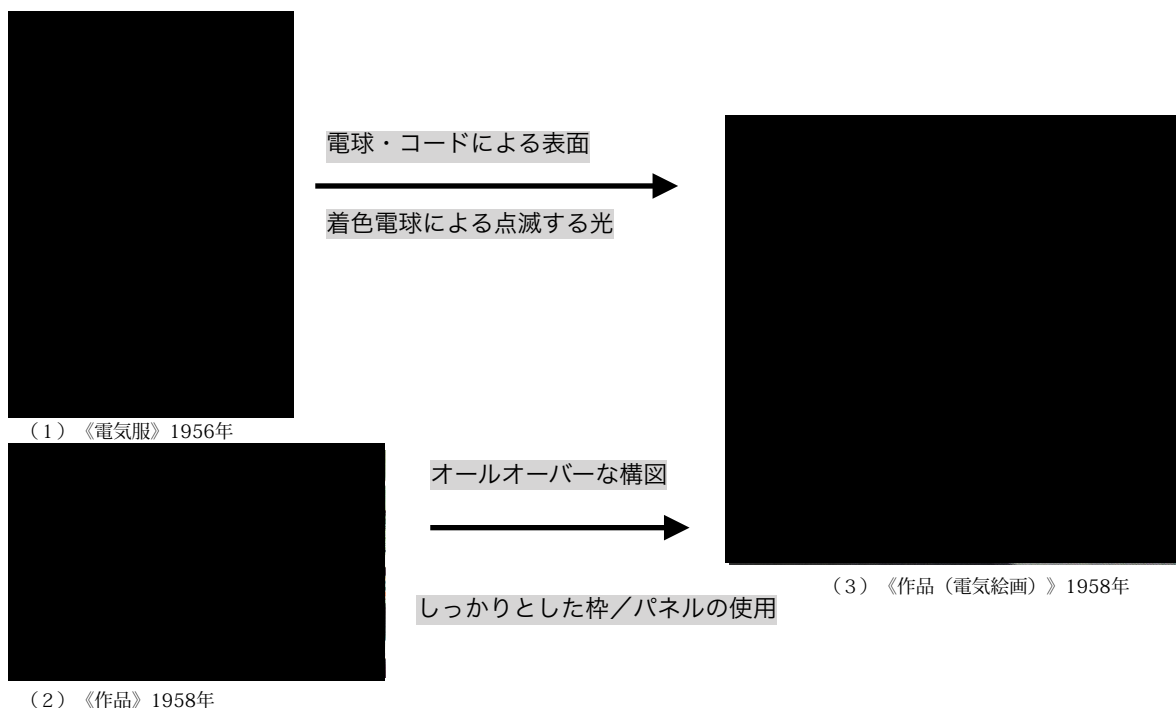 電球・コードによる表面
着色電球による点滅する光
(1)《電気服》1956年
オールオーバーな構図
しっかりとした枠/パネルの使用
(3)《作品(電気絵画)》1958年
(2)《作品》1958年